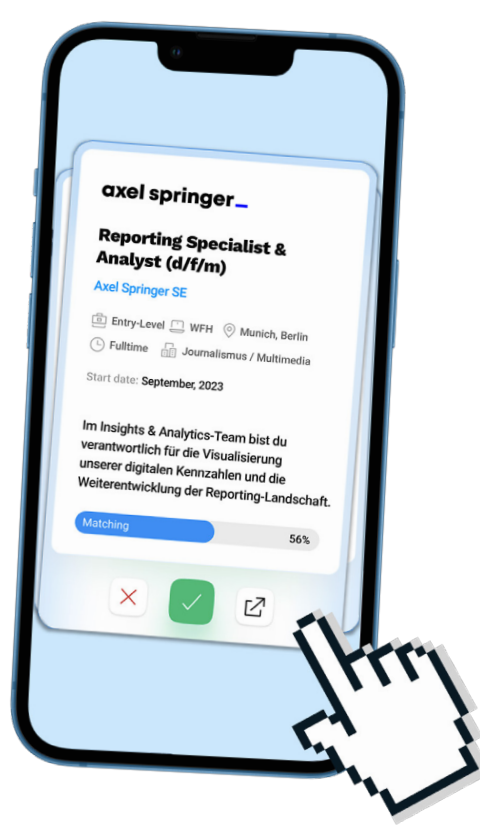 axel springer_
Reporting Specialist &
Analyst (d/f/m)
Axel Springer SE
Entry-Level WFH Munich, Berlin
Fulltime Journalismus / Multimedia
Start date: September, 2023
Im Insights & Analytics-Team bist du
verantwortlich für die Visualisierung
unserer digitalen Kennzahlen und die
Weiterentwicklung der Reporting-Landschaft.
Matching 56%